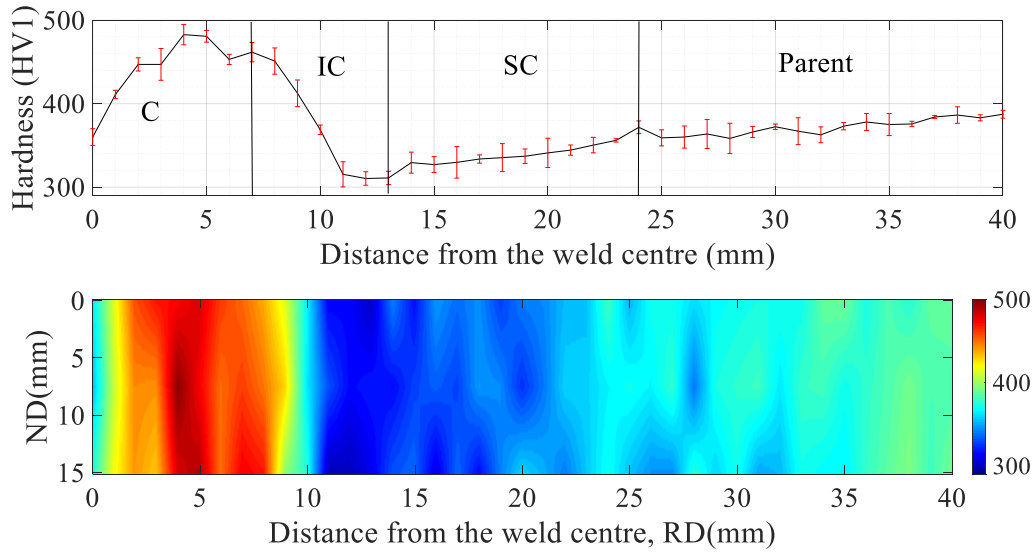 Hardness (HV1)
500
400
300
C
IC
SC
Parent
0 5 10 15 20 25 30 35 40
Distance from the weld centre (mm)
ND(mm)
0
5
10
15
0 5 10 15 20 25 30 35 40
Distance from the weld centre, RD(mm)
500
400
300